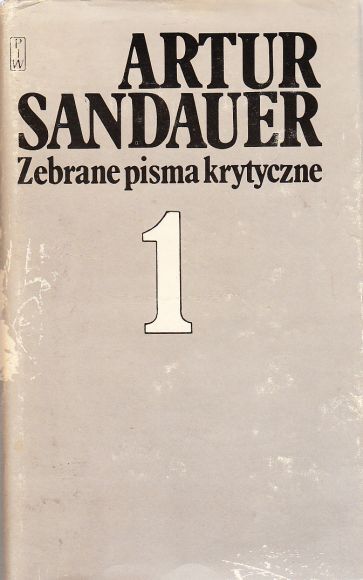 PIW
ARTUR
SANDAUER
Zebrane pisma krytyczne
1